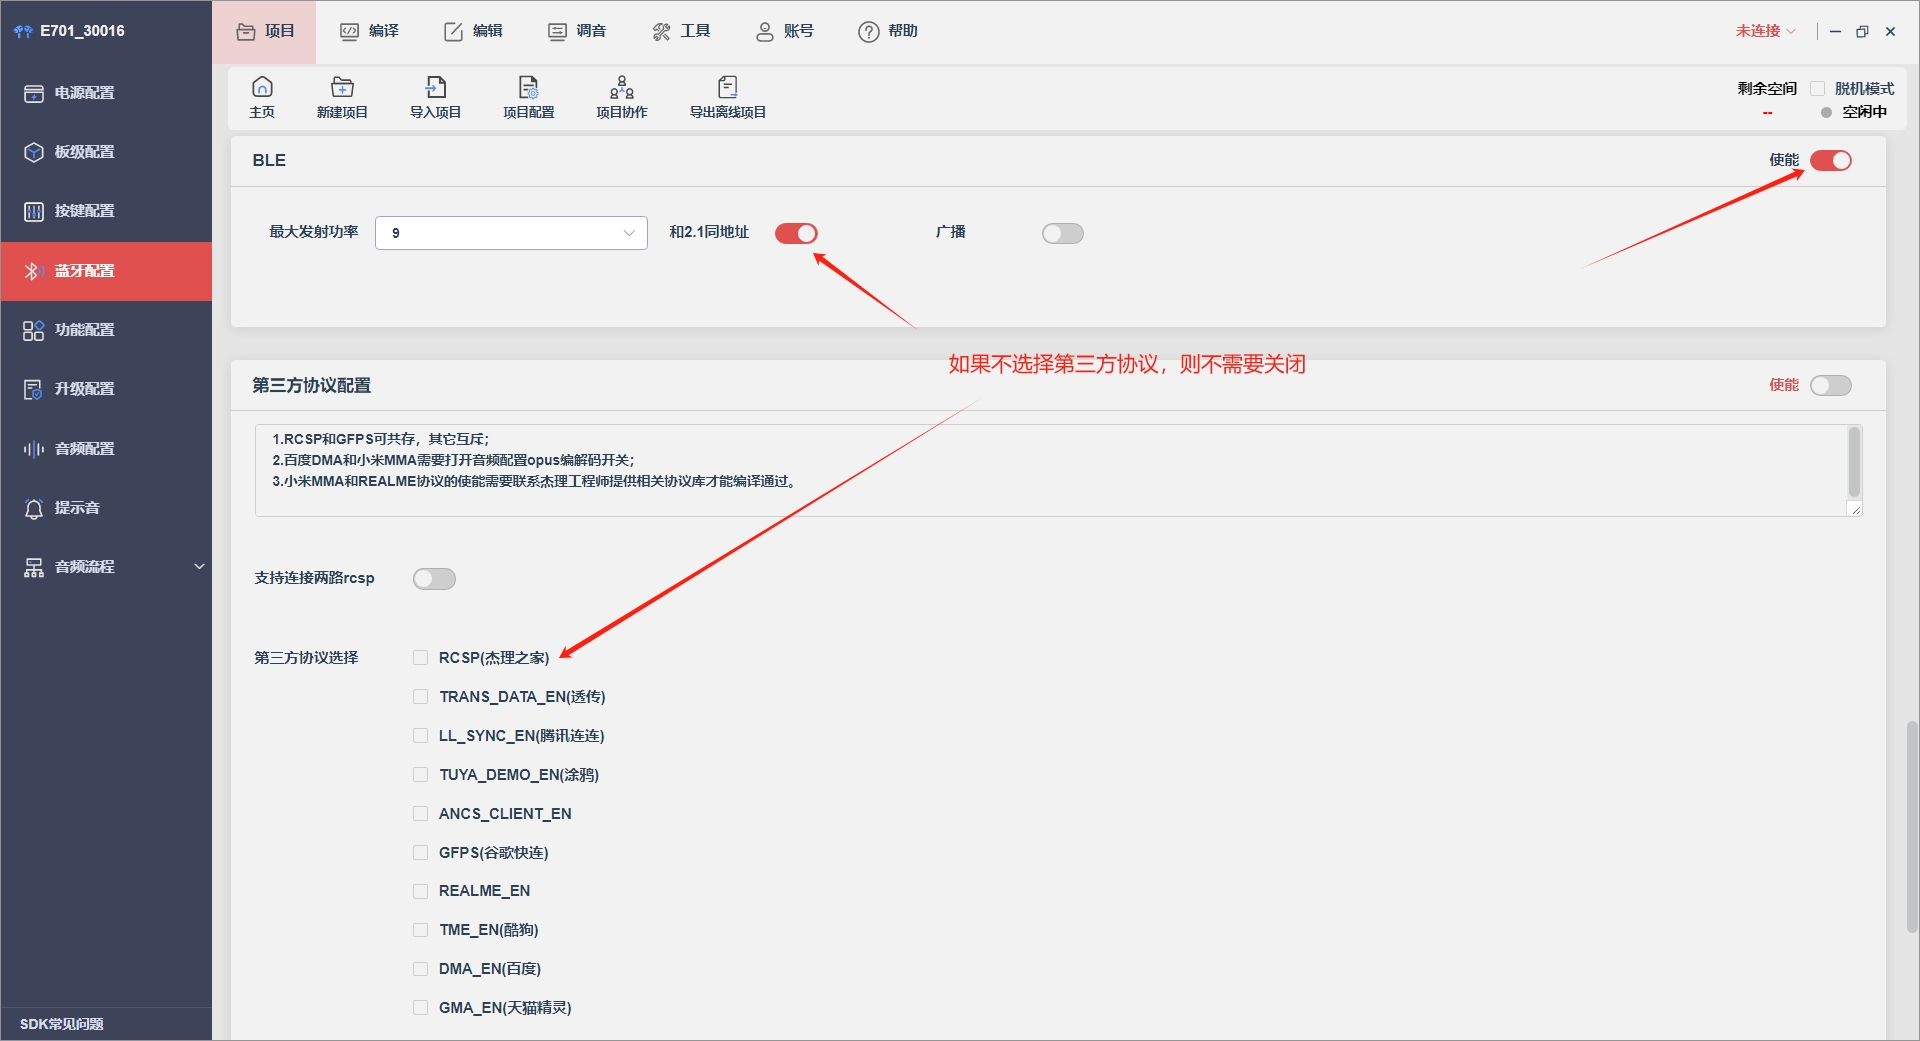 E701_30016
项目
编译
编辑
调音
工具
账号
帮助
未连接
电源配置
板级配置
按键配置
蓝牙配置
功能配置
升级配置
音频配置
提示音
音频流程
SDK常见问题
主页
新建项目
导入项目
项目配置
项目协作
导出离线项目
剩余空间
脱机模式
--
空闲中
BLE
使能
最大发射功率
9
和2.1同地址
广播
如果不选择第三方协议，则不需要关闭
第三方协议配置
使能
1.RCSP和GFPS可共存，其它互斥；
2.百度DMA和小米MMA需要打开音频配置opus编解码开关；
3.小米MMA和REALME协议的使能需要联系杰理工程师提供相关协议库才能编译通过。
支持连接两路rcsp
第三方协议选择
RCSP(杰理之家)
TRANS_DATA_EN(透传)
LL_SYNC_EN(腾讯连连)
TUYA_DEMO_EN(涂鸦)
ANCS_CLIENT_EN
GFPS(谷歌快连)
REALME_EN
TME_EN(酷狗)
DMA_EN(百度)
GMA_EN(天猫精灵)